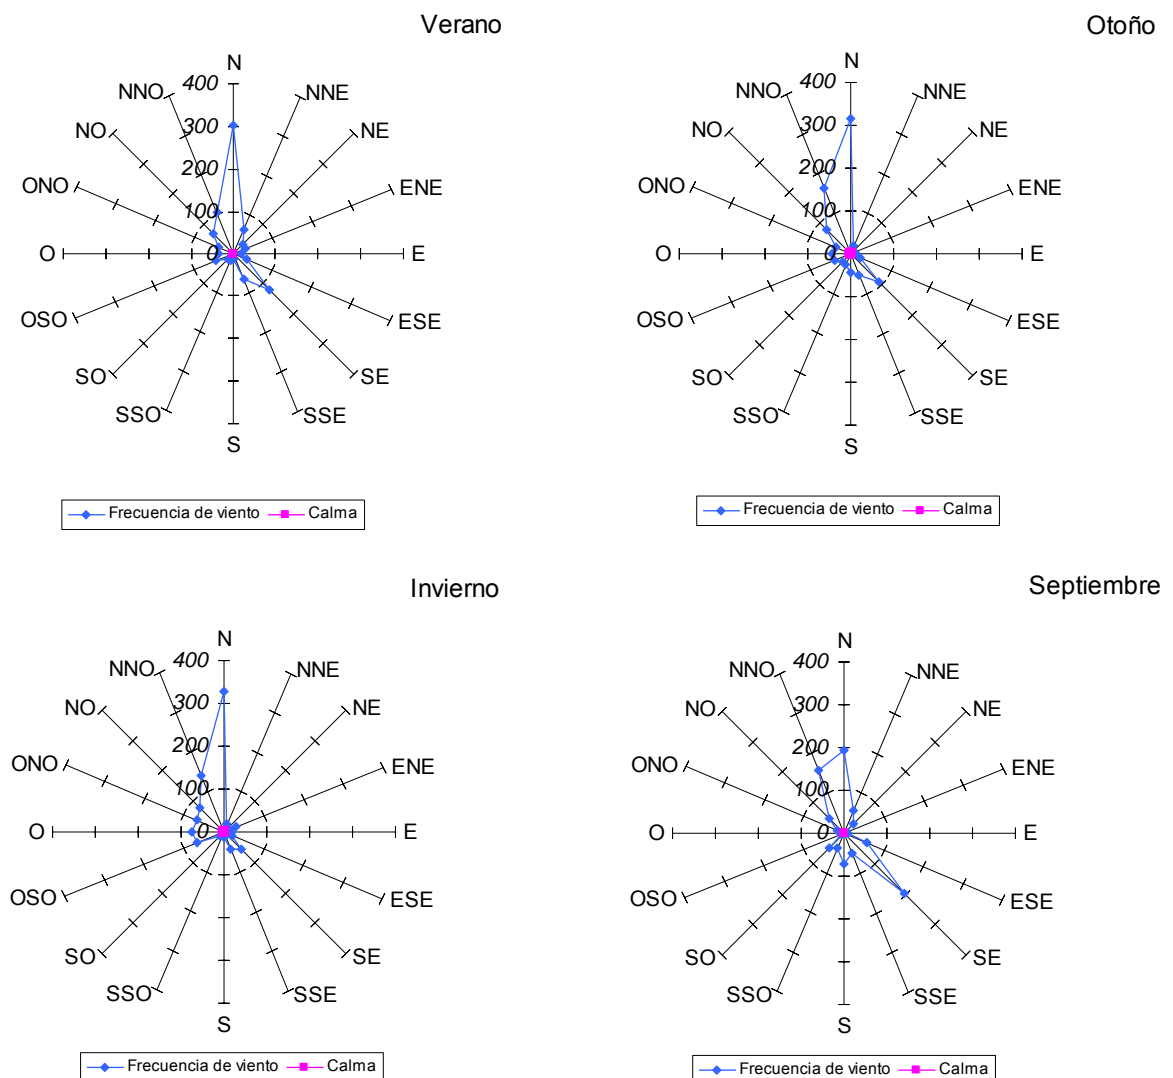 Verano
N
NNO
NNE
NO
NE
ONO
ENE
O
E
OSO
ESE
SO
SE
SSO
SSE
S
400
300
200
100
0
Frecuencia de viento
Calma
Otoño
N
NNO
NNE
NO
NE
ONO
ENE
O
E
OSO
ESE
SO
SE
SSO
SSE
S
400
300
200
100
0
Frecuencia de viento
Calma
Invierno
N
NNO
NNE
NO
NE
ONO
ENE
O
E
OSO
ESE
SO
SE
SSO
SSE
S
400
300
200
100
0
Frecuencia de viento
Calma
Septiembre
N
NNO
NNE
NO
NE
ONO
ENE
O
E
OSO
ESE
SO
SE
SSO
SSE
S
400
300
200
100
0
Frecuencia de viento
Calma